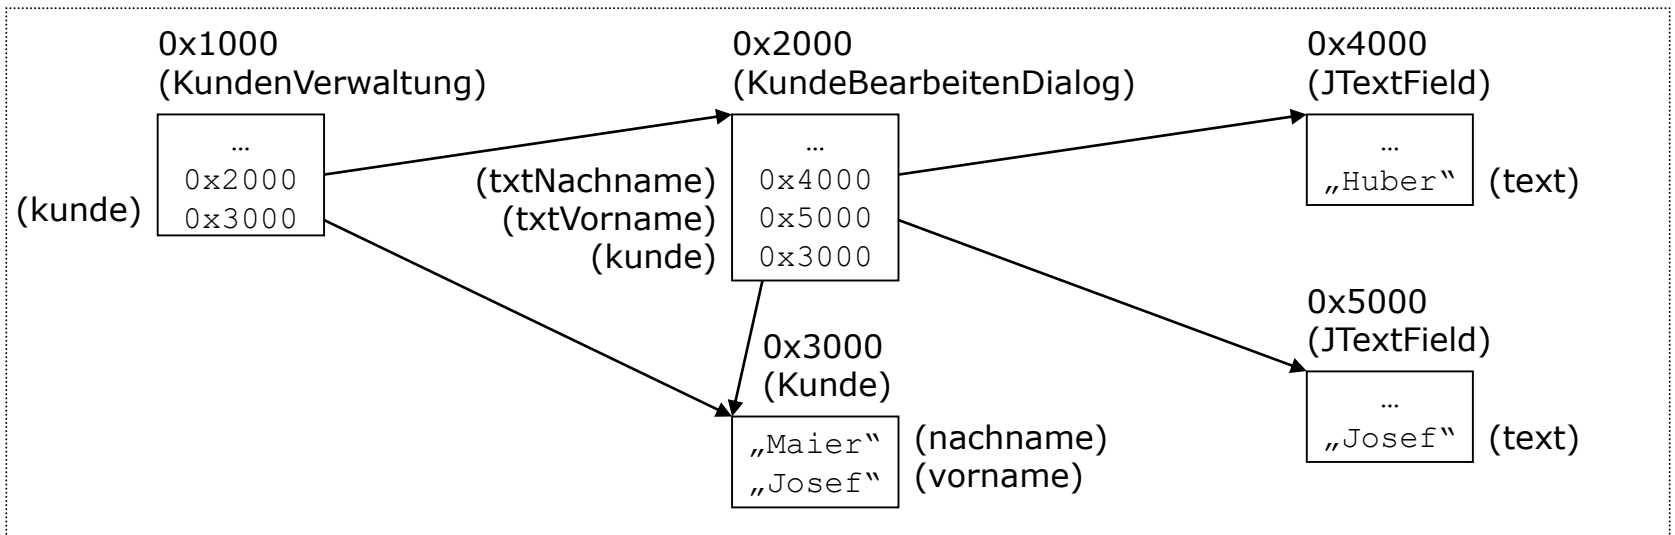 0x1000
(KundenVerwaltung)
…
0x2000
(kunde)
0x3000
0x2000
(KundeBearbeitenDialog)
…
(txtNachname)
0x4000
(txtVorname)
0x5000
(kunde)
0x3000
0x4000
(JTextField)
…
„Huber“
(text)
0x3000
(Kunde)
„Maier“
(nachname)
„Josef“
(vorname)
0x5000
(JTextField)
…
„Josef“
(text)